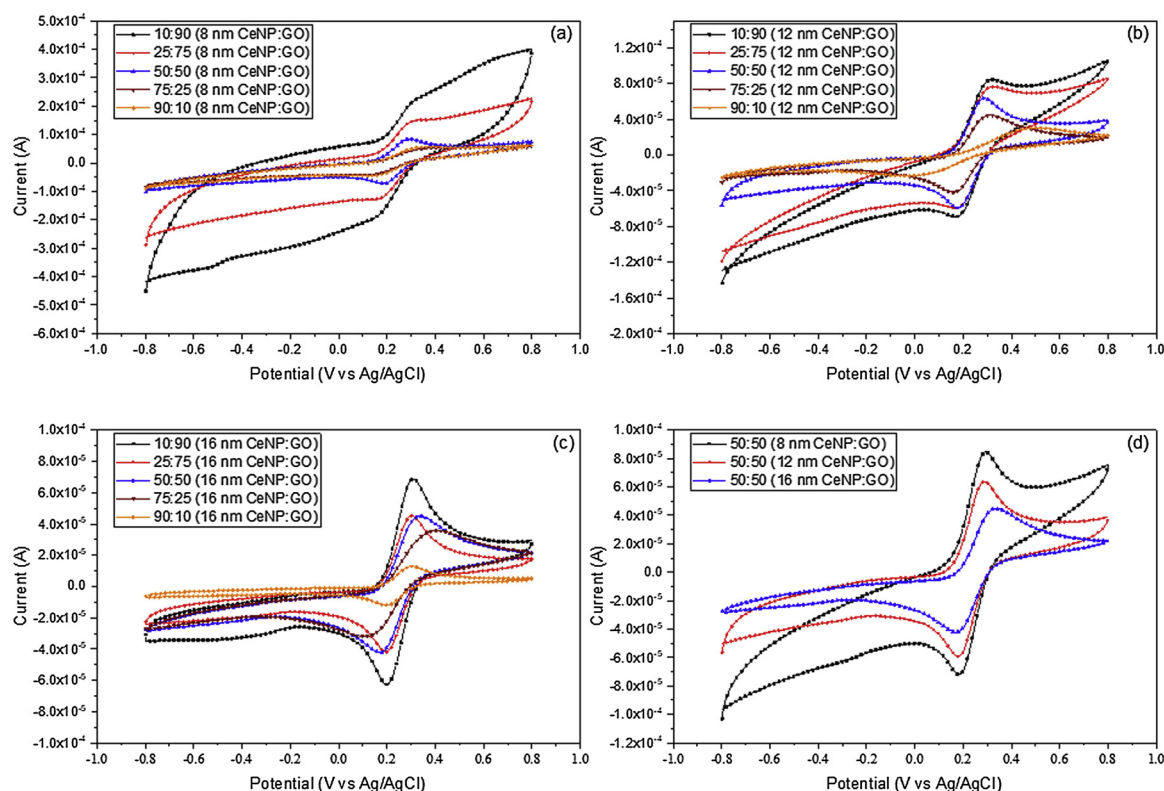 (a)
10:90 (8 nm CeNP:GO)
25:75 (8 nm CeNP:GO)
50:50 (8 nm CeNP:GO)
75:25 (8 nm CeNP:GO)
90:10 (8 nm CeNP:GO)
5.0x10⁻⁴
4.0x10⁻⁴
3.0x10⁻⁴
2.0x10⁻⁴
1.0x10⁻⁴
0.0
-1.0x10⁻⁴
-2.0x10⁻⁴
-3.0x10⁻⁴
-4.0x10⁻⁴
-5.0x10⁻⁴
-6.0x10⁻⁴
Current (A)
-1.0 -0.8 -0.6 -0.4 -0.2 0.0 0.2 0.4 0.6 0.8 1.0
Potential (V vs Ag/AgCl)
(b)
10:90 (12 nm CeNP:GO)
25:75 (12 nm CeNP:GO)
50:50 (12 nm CeNP:GO)
75:25 (12 nm CeNP:GO)
90:10 (12 nm CeNP:GO)
1.2x10⁻⁴
8.0x10⁻⁵
4.0x10⁻⁵
0.0
-4.0x10⁻⁵
-8.0x10⁻⁵
-1.2x10⁻⁴
-1.6x10⁻⁴
-2.0x10⁻⁴
Current (A)
-1.0 -0.8 -0.6 -0.4 -0.2 0.0 0.2 0.4 0.6 0.8 1.0
Potential (V vs Ag/AgCl)
(c)
10:90 (16 nm CeNP:GO)
25:75 (16 nm CeNP:GO)
50:50 (16 nm CeNP:GO)
75:25 (16 nm CeNP:GO)
90:10 (16 nm CeNP:GO)
1.0x10⁻⁴
8.0x10⁻⁵
6.0x10⁻⁵
4.0x10⁻⁵
2.0x10⁻⁵
0.0
-2.0x10⁻⁵
-4.0x10⁻⁵
-6.0x10⁻⁵
-8.0x10⁻⁵
-1.0x10⁻⁴
Current (A)
-1.0 -0.8 -0.6 -0.4 -0.2 0.0 0.2 0.4 0.6 0.8 1.0
Potential (V vs Ag/AgCl)
(d)
50:50 (8 nm CeNP:GO)
50:50 (12 nm CeNP:GO)
50:50 (16 nm CeNP:GO)
1.0x10⁻⁴
8.0x10⁻⁵
6.0x10⁻⁵
4.0x10⁻⁵
2.0x10⁻⁵
0.0
-2.0x10⁻⁵
-4.0x10⁻⁵
-6.0x10⁻⁵
-8.0x10⁻⁵
-1.0x10⁻⁴
-1.2x10⁻⁴
Current (A)
-1.0 -0.8 -0.6 -0.4 -0.2 0.0 0.2 0.4 0.6 0.8 1.0
Potential (V vs Ag/AgCl)